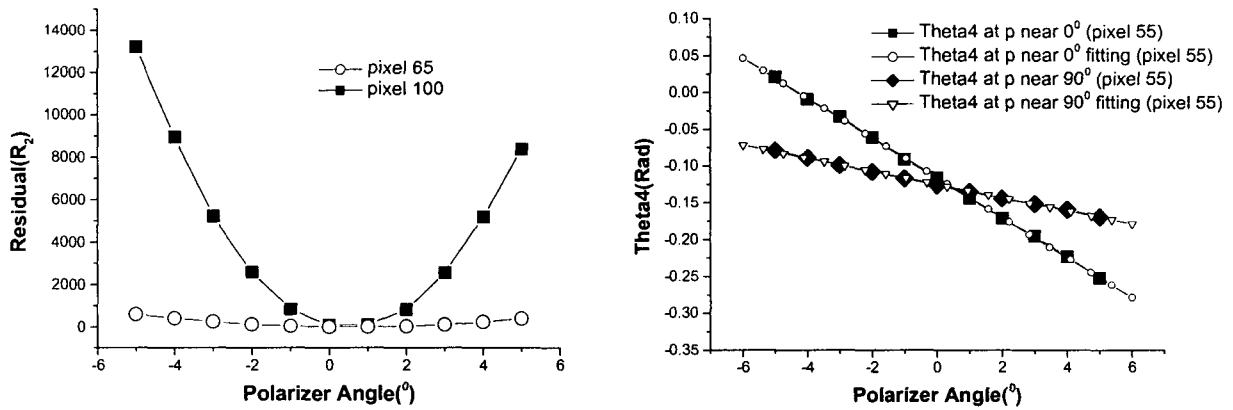 14000
12000
10000
8000
6000
4000
2000
0
Residual(R₂)
pixel 65
pixel 100
-6 -4 -2 0 2 4 6
Polarizer Angle(⁰)
0.10
0.05
0.00
-0.05
-0.10
-0.15
-0.20
-0.25
-0.30
-0.35
Theta4(Rad)
Theta4 at p near 0⁰ (pixel 55)
Theta4 at p near 0⁰ fitting (pixel 55)
Theta4 at p near 90⁰ (pixel 55)
Theta4 at p near 90⁰ fitting (pixel 55)
-6 -4 -2 0 2 4 6
Polarizer Angle(⁰)